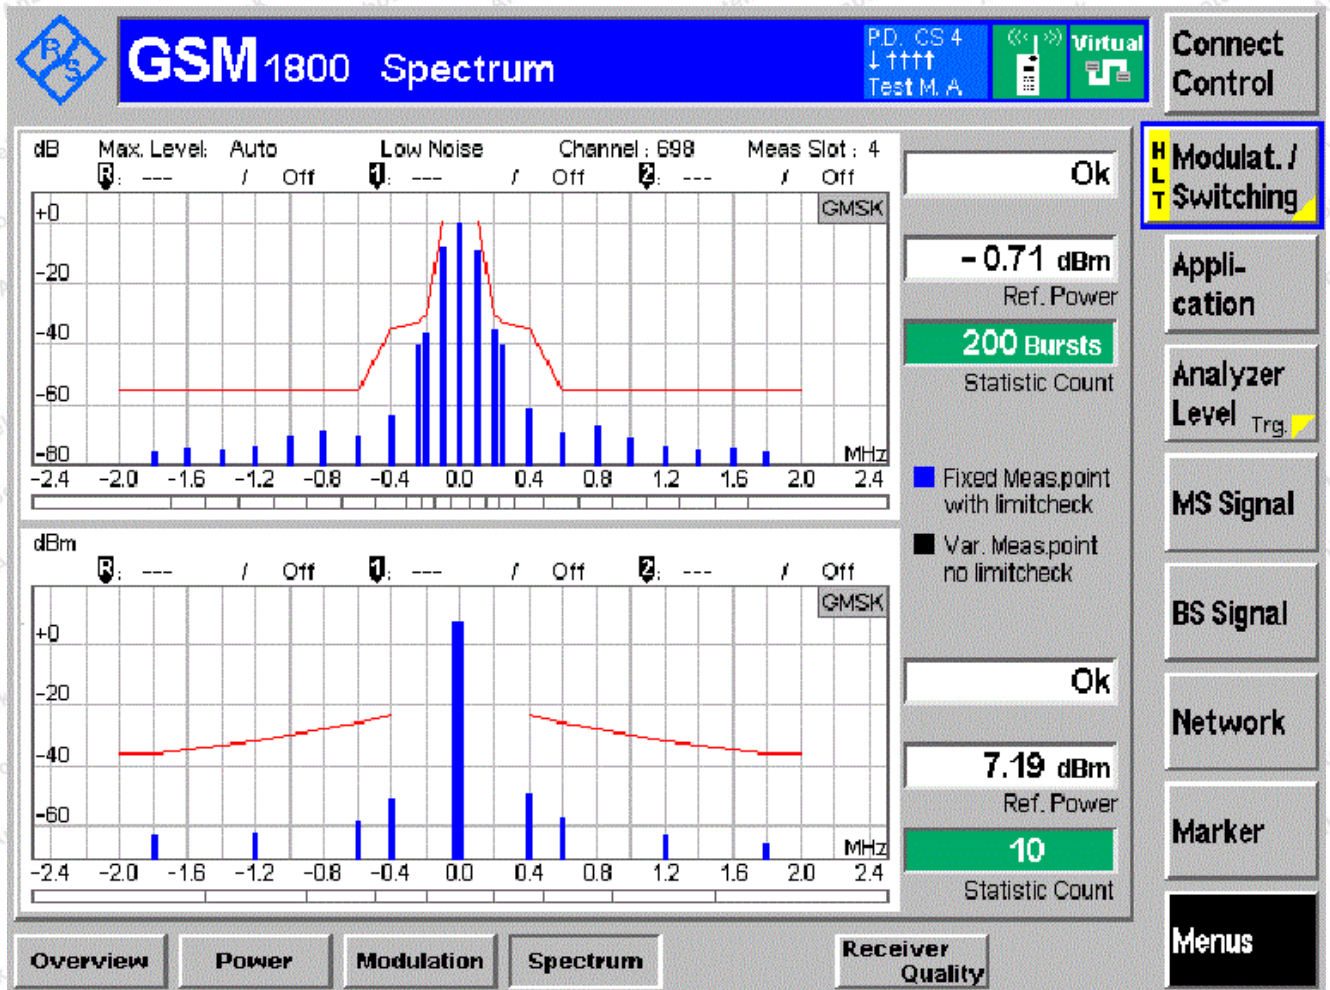 R S
GSM 1800 Spectrum
P.D. CS 4
↓ ↑↑↑↑
Test M. A
Virtual
Connect
Control
dB Max. Level: Auto Low Noise Channel : 698 Meas Slot : 4
R : --- / Off 1 : --- / Off 2 : --- / Off
GMSK
+0
-20
-40
-60
-80
MHz
-2.4 -2.0 -1.6 -1.2 -0.8 -0.4 0.0 0.4 0.8 1.2 1.6 2.0 2.4
Ok
- 0.71 dBm
Ref. Power
200 Bursts
Statistic Count
Fixed Meas.point
with limitcheck
Var. Meas.point
no limitcheck
dBm
R : --- / Off 1 : --- / Off 2 : --- / Off
GMSK
+0
-20
-40
-60
MHz
-2.4 -2.0 -1.6 -1.2 -0.8 -0.4 0.0 0.4 0.8 1.2 1.6 2.0 2.4
Ok
7.19 dBm
Ref. Power
10
Statistic Count
HLT
Modulat. /
Switching
Appli-
cation
Analyzer
Level Trg.
MS Signal
BS Signal
Network
Marker
Menus
Overview Power Modulation Spectrum
Receiver
Quality